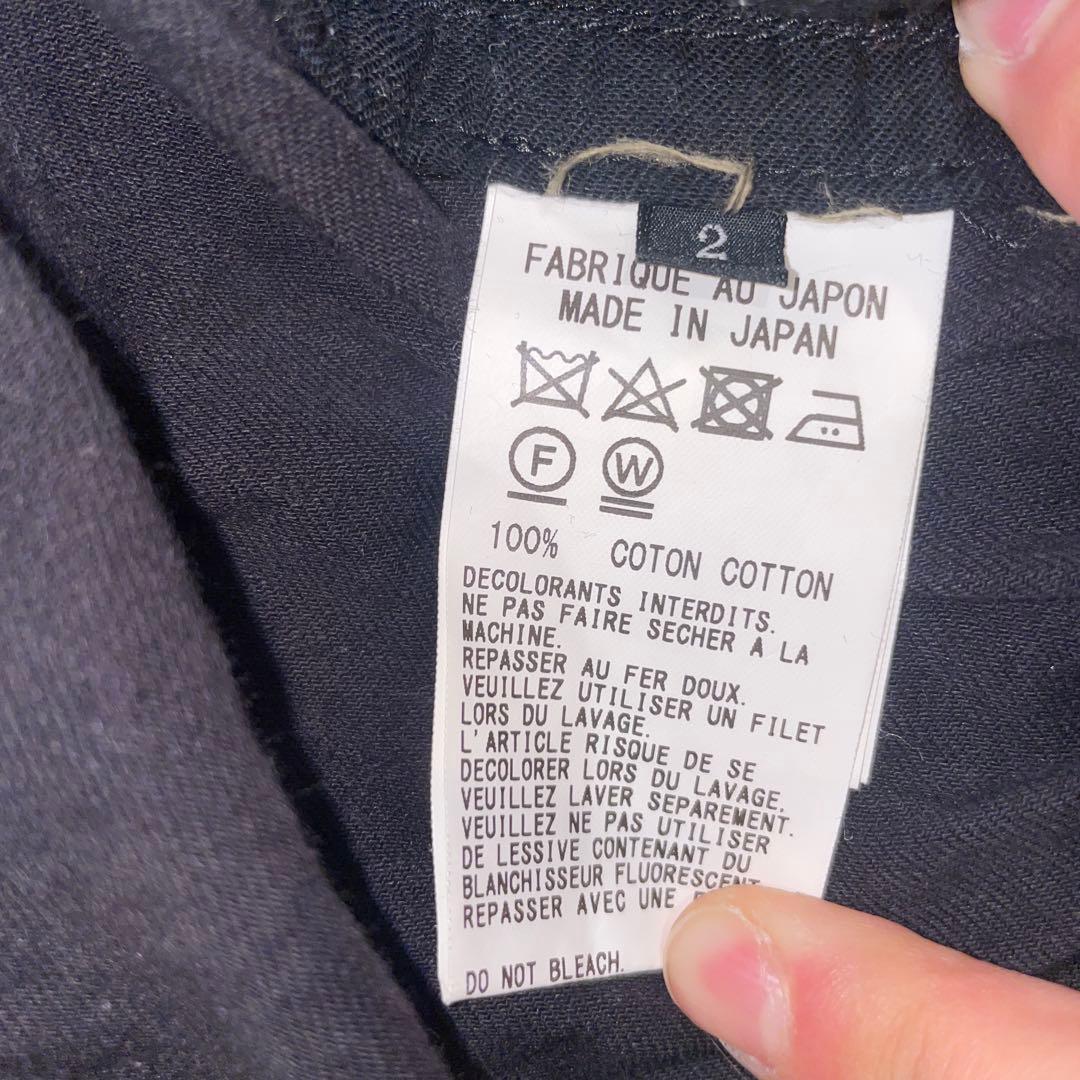 2
FABRIQUE AU JAPON
MADE IN JAPAN
F W
100% COTON COTTON
DECOLORANTS INTERDITS.
NE PAS FAIRE SECHER A LA
MACHINE.
REPASSER AU FER DOUX.
VEUILLEZ UTILISER UN FILET
LORS DU LAVAGE.
L'ARTICLE RISQUE DE SE
DECOLORER LORS DU LAVAGE.
VEUILLEZ LAVER SEPAREMENT.
VEUILLEZ NE PAS UTILISER
DE LESSIVE CONTENANT DU
BLANCHISSEUR FLUORESCENT
REPASSER AVEC UNE
DO NOT BLEACH.